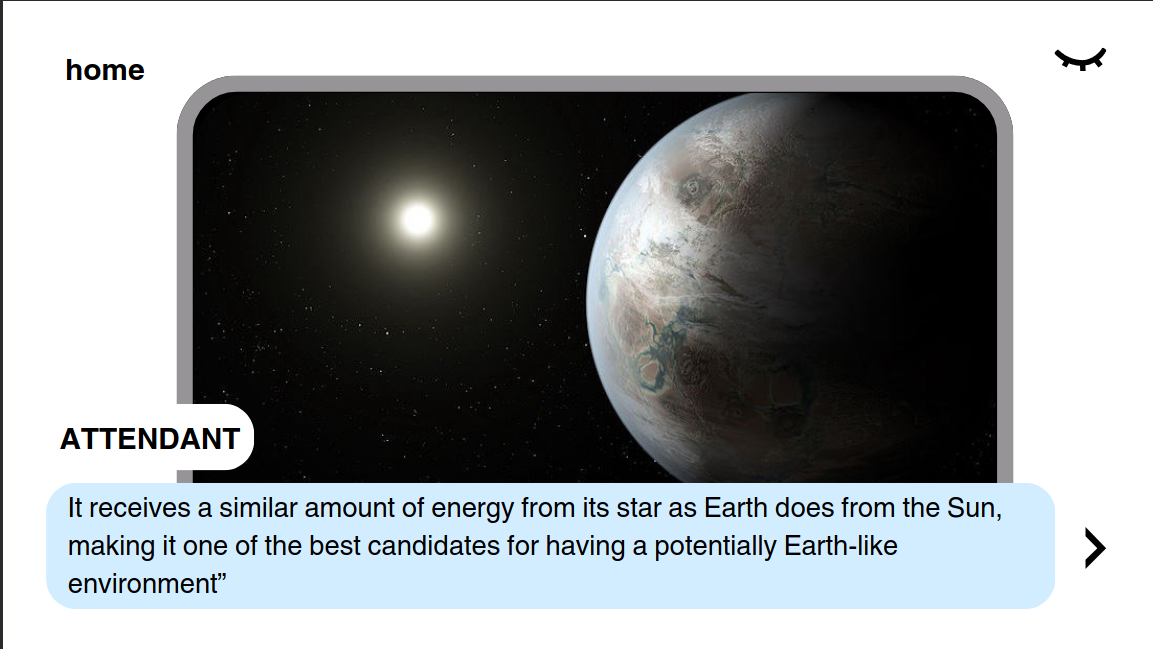 home
ATTENDANT
It receives a similar amount of energy from its star as Earth does from the Sun,
making it one of the best candidates for having a potentially Earth-like
environment”